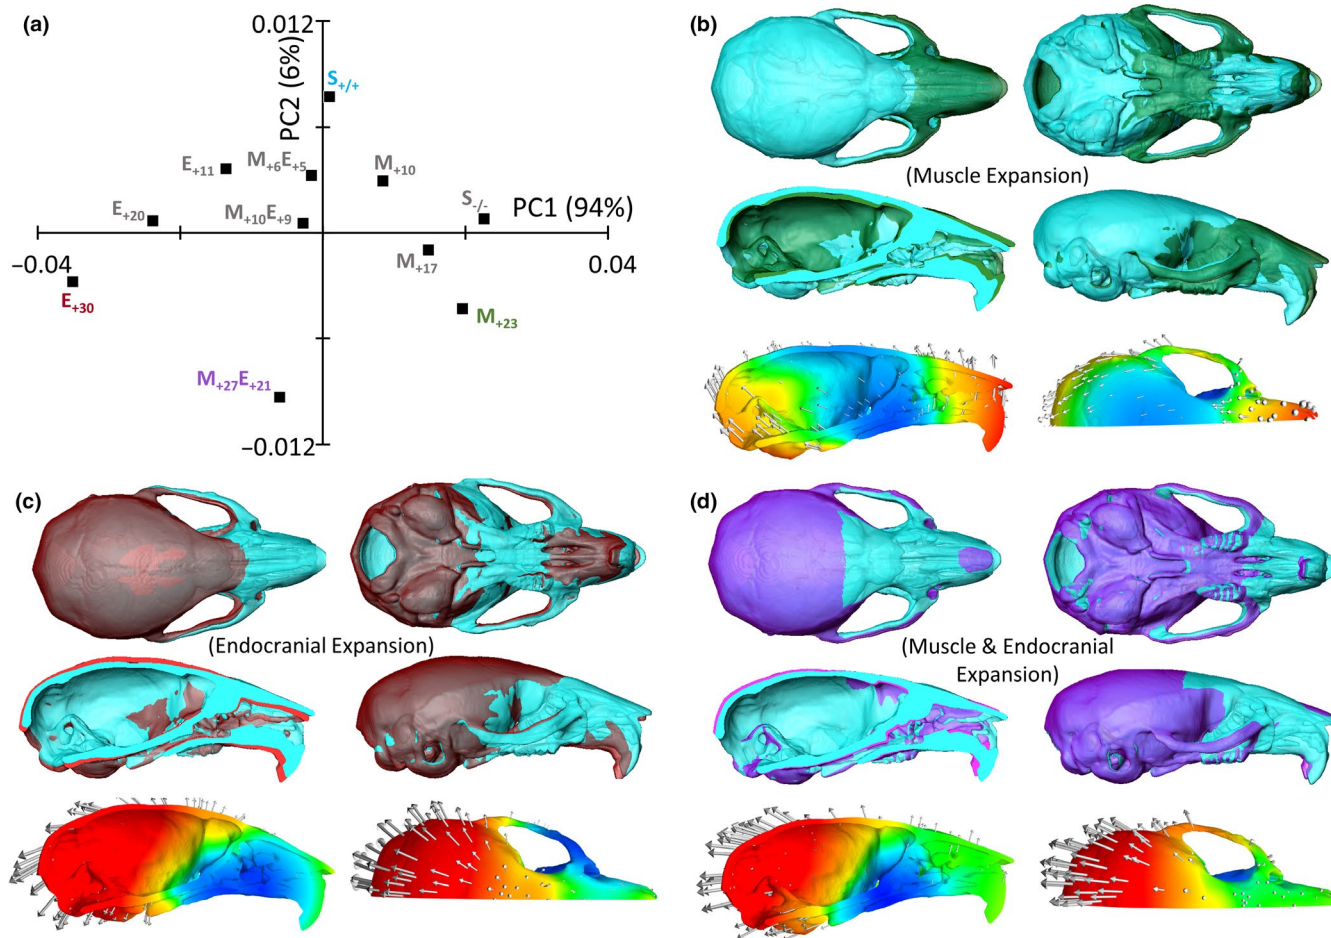 (a)
0.012
PC2 (6%)
S+/+
E+11
M+6E+5
M+10
E+20
M+10E+9
S-/-
PC1 (94%)
−0.04
M+17
0.04
E+30
M+23
M+27E+21
−0.012
(b)
(Muscle Expansion)
(c)
(Endocranial Expansion)
(d)
(Muscle & Endocranial
Expansion)